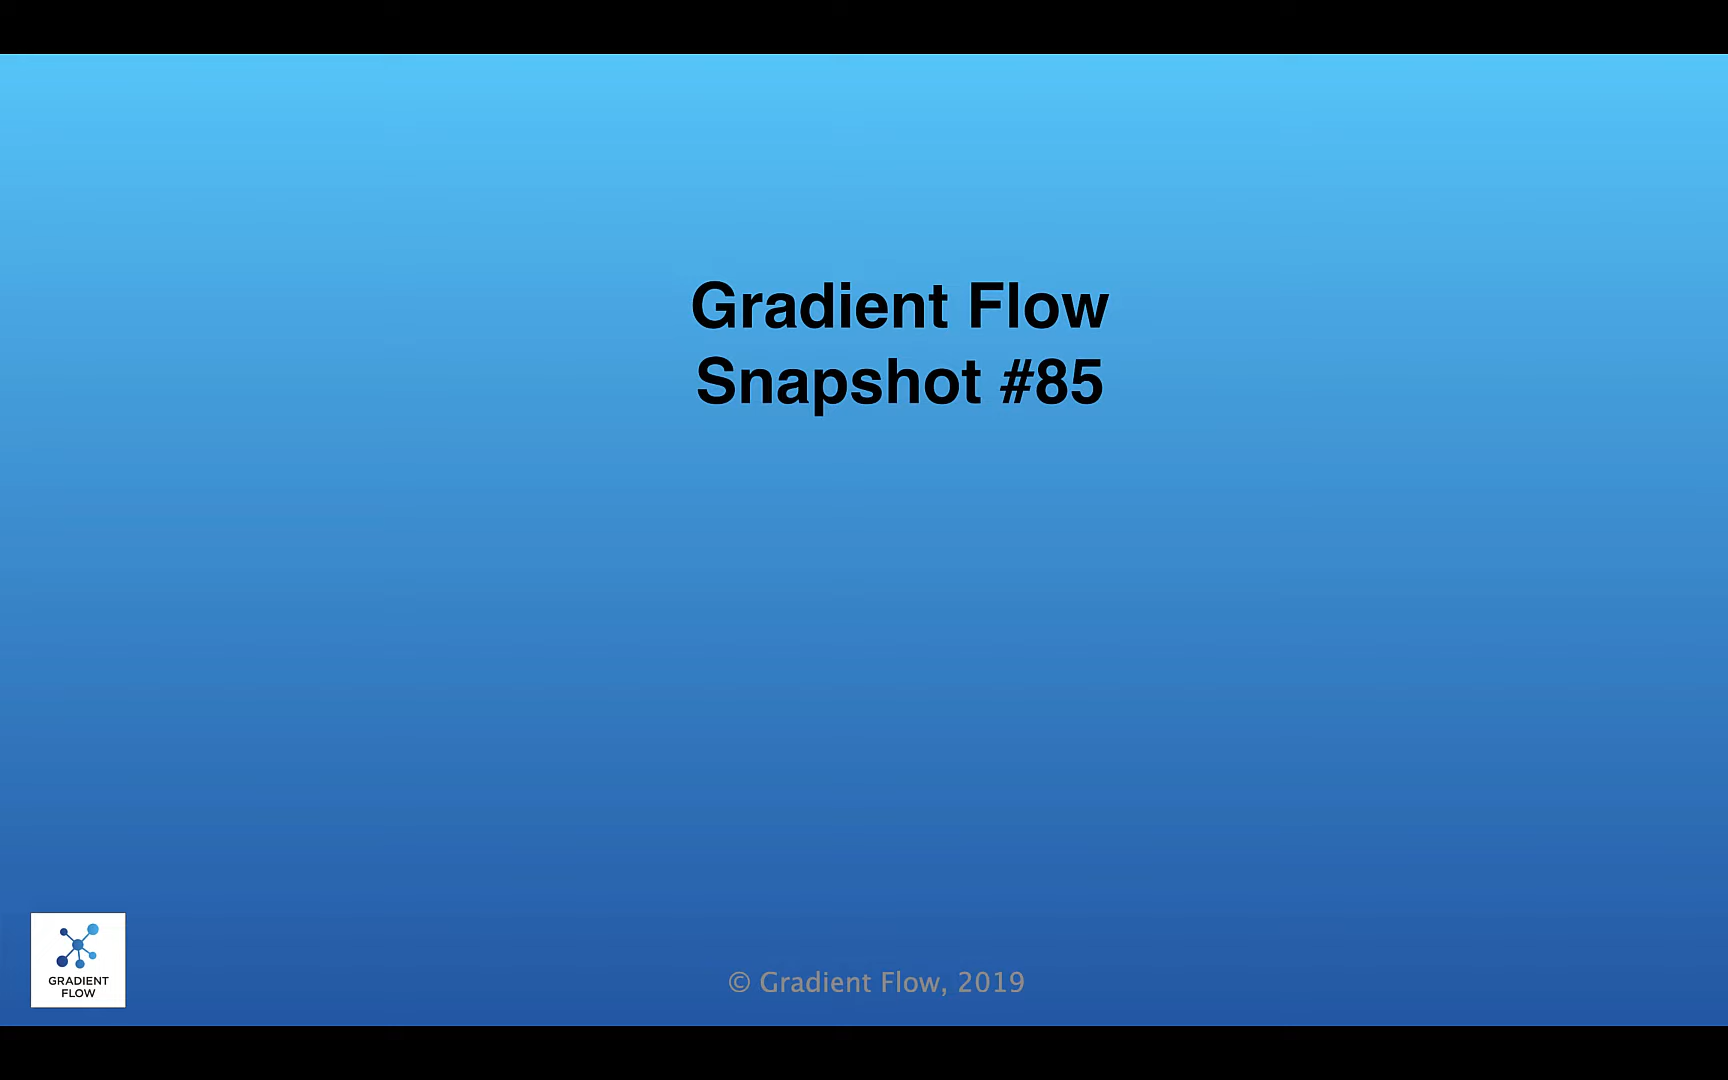 Gradient Flow
Snapshot #85
GRADIENT
FLOW
© Gradient Flow, 2019